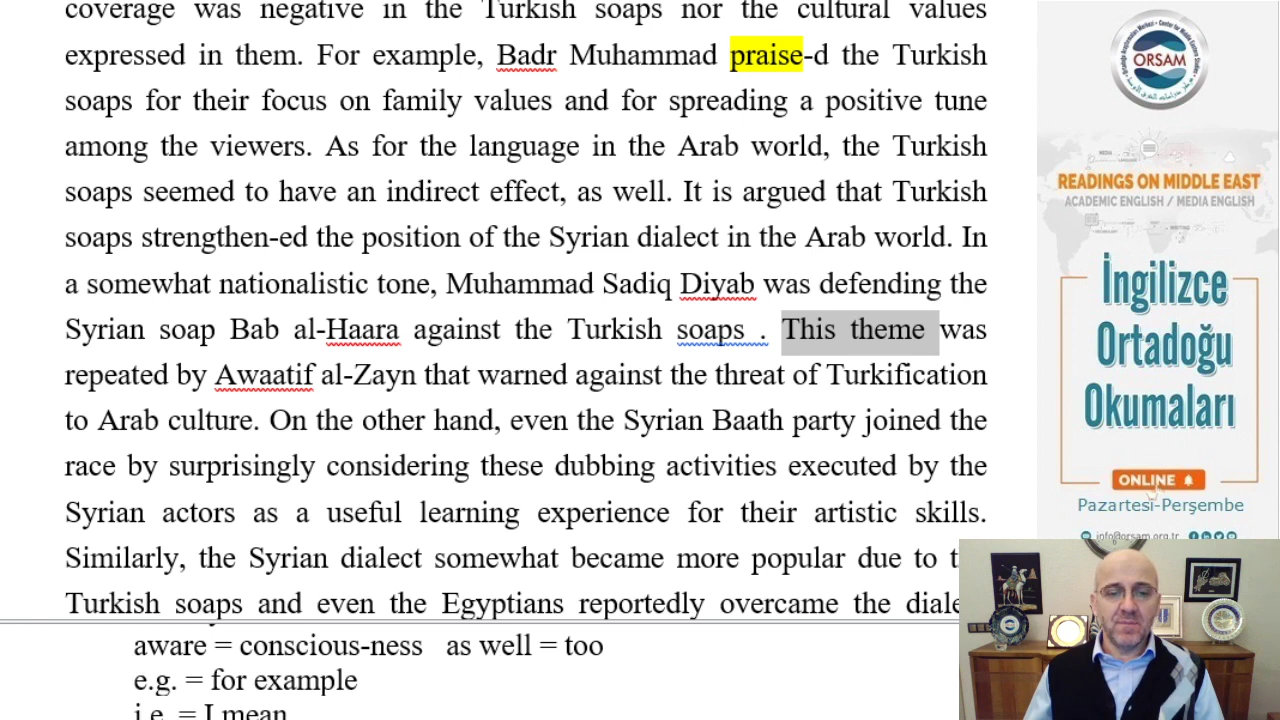 coverage was negative in the Turkish soaps nor the cultural values
expressed in them. For example, Badr Muhammad praise-d the Turkish
soaps for their focus on family values and for spreading a positive tune
among the viewers. As for the language in the Arab world, the Turkish
soaps seemed to have an indirect effect, as well. It is argued that Turkish
soaps strengthen-ed the position of the Syrian dialect in the Arab world. In
a somewhat nationalistic tone, Muhammad Sadiq Diyab was defending the
Syrian soap Bab al-Haara against the Turkish soaps . This theme was
repeated by Awaatif al-Zayn that warned against the threat of Turkification
to Arab culture. On the other hand, even the Syrian Baath party joined the
race by surprisingly considering these dubbing activities executed by the
Syrian actors as a useful learning experience for their artistic skills.
Similarly, the Syrian dialect somewhat became more popular due to
Turkish soaps and even the Egyptians reportedly overcame the
aware = conscious-ness as well = too
e.g. = for example
i.e. = I mean
ORSAM
READINGS ON MIDDLE EAST
ACADEMIC ENGLISH / MEDIA ENGLISH
İngilizce
Ortadoğu
Okumaları
ONLINE
Pazartesi-Perşembe
info@orsam.org.tr